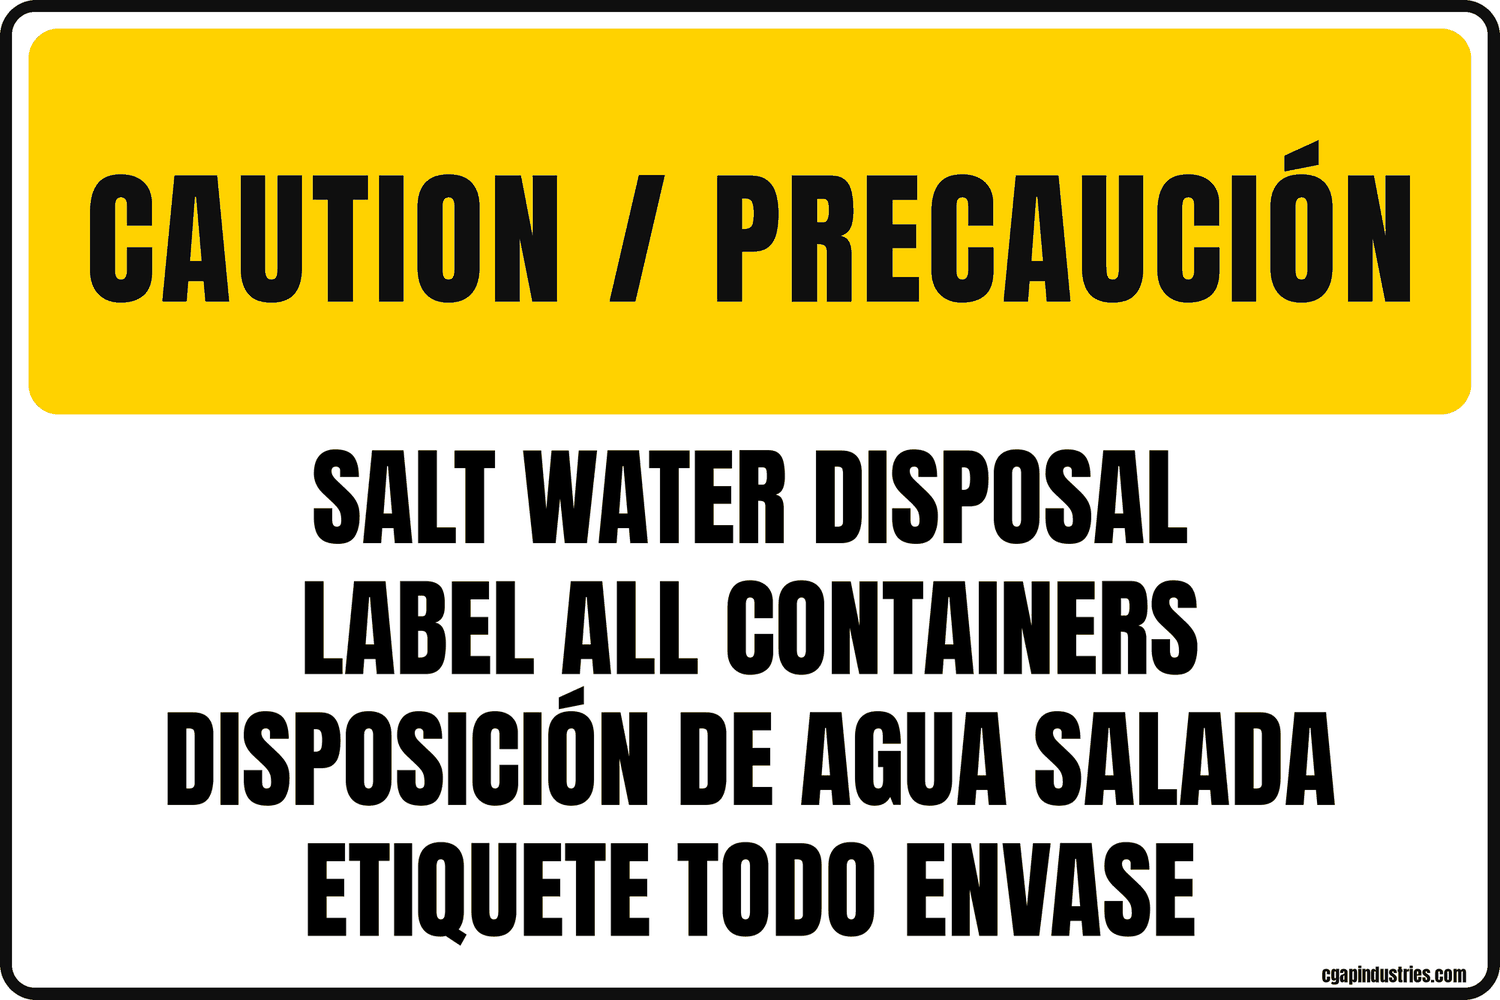 CAUTION / PRECAUCIÓN
SALT WATER DISPOSAL
LABEL ALL CONTAINERS
DISPOSICIÓN DE AGUA SALADA
ETIQUETE TODO ENVASE
cgapindustries.com